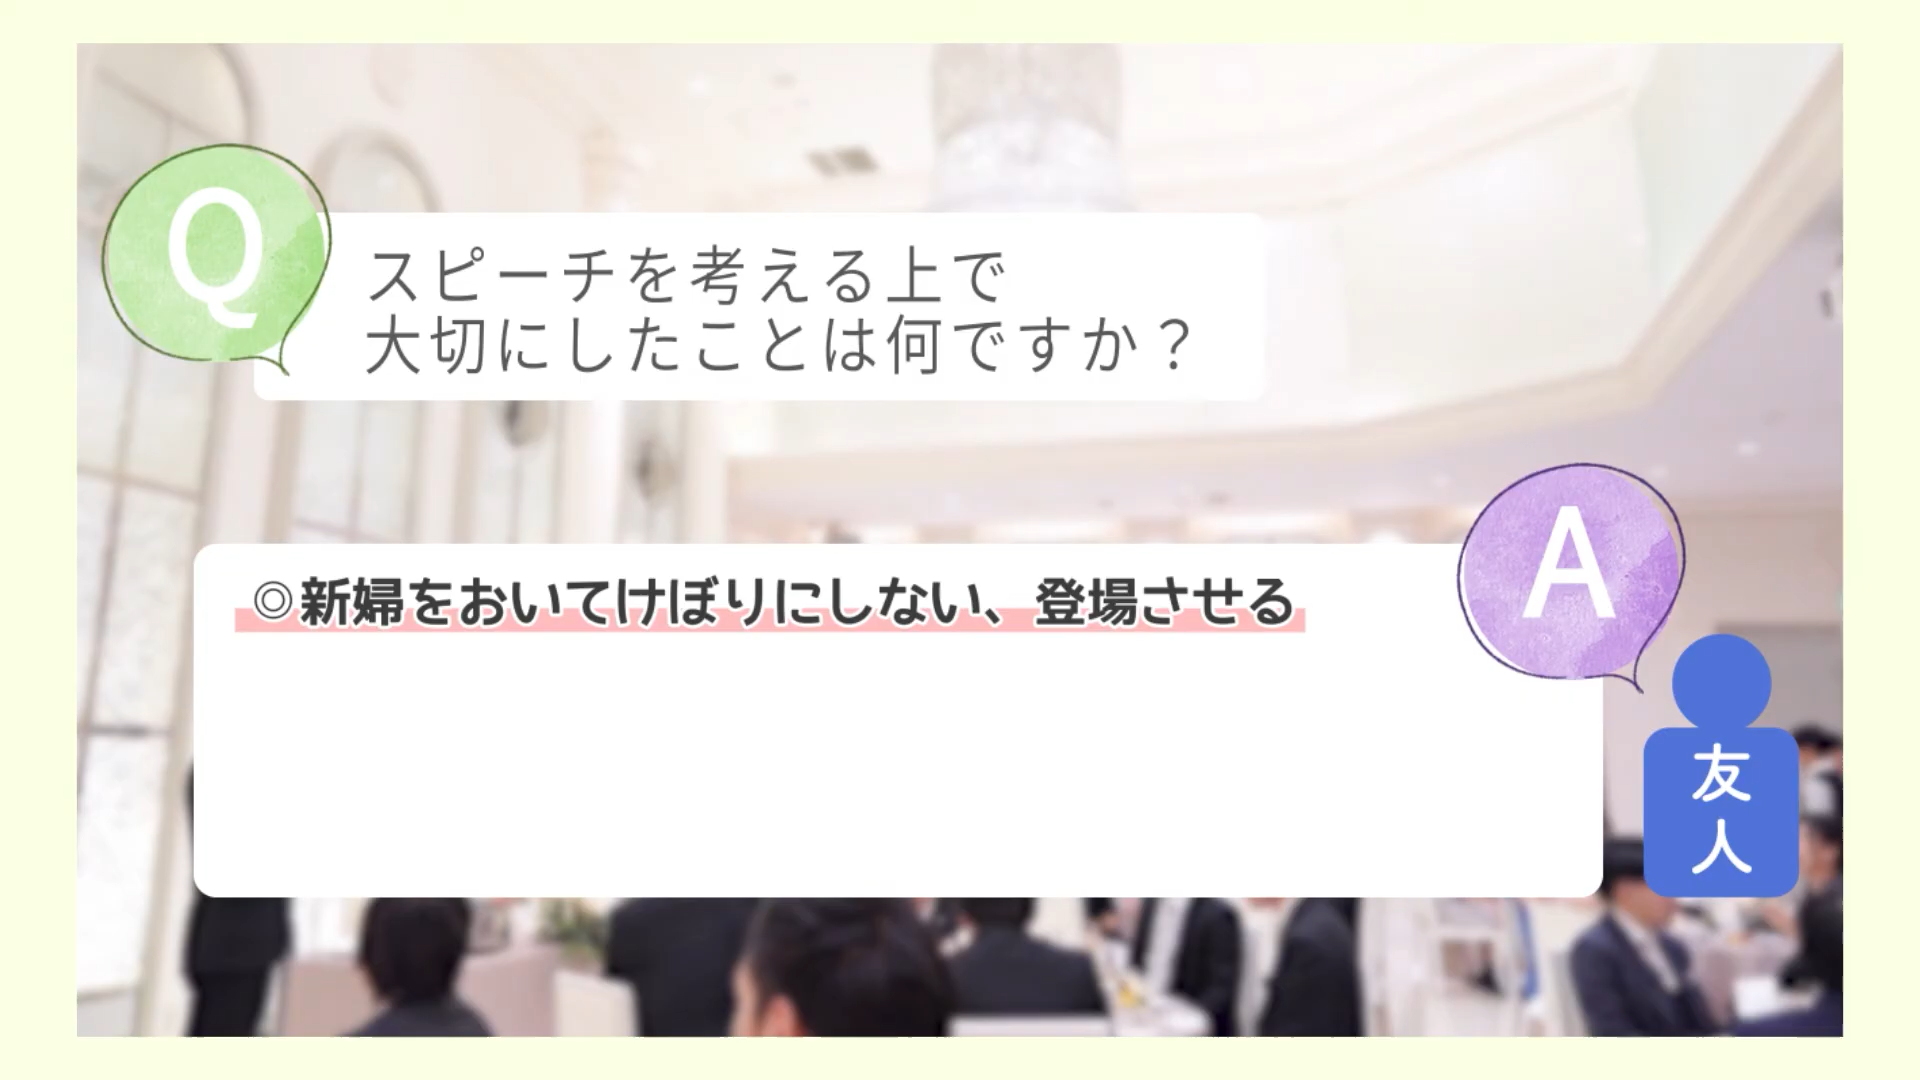 Q
スピーチを考える上で
大切にしたことは何ですか？
A
◎新婦をおいてけぼりにしない、登場させる
友人